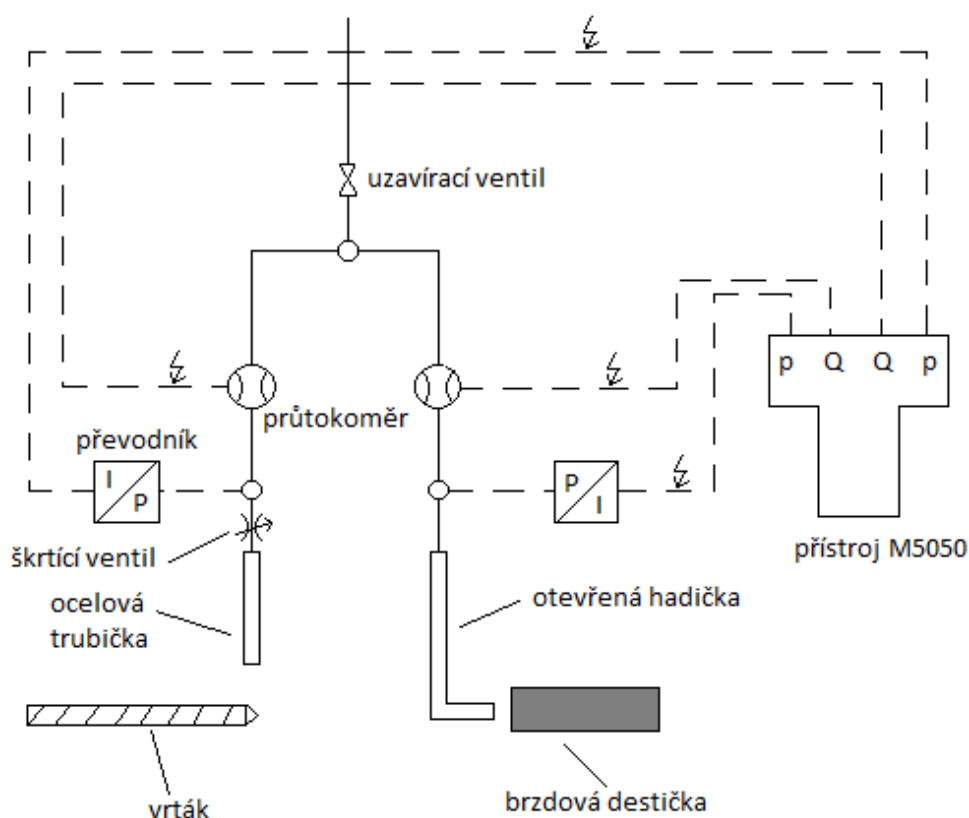 uzavírací ventil
p Q Q p
průtokoměr
převodník
I
P
P
I
přístroj M5050
škrtící ventil
ocelová
trubička
otevřená hadička
vrták
brzdová destička